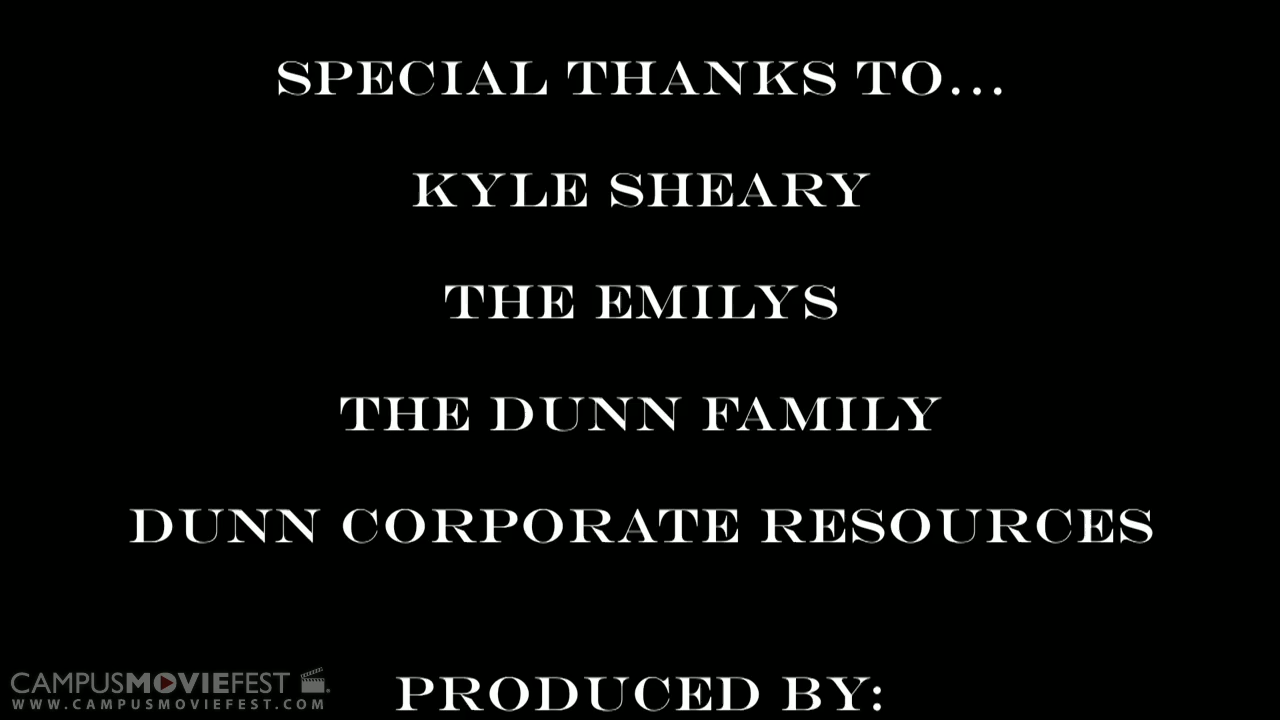 SPECIAL THANKS TO...
KYLE SHEARY
THE EMILYS
THE DUNN FAMILY
DUNN CORPORATE RESOURCES
PRODUCED BY:
CAMPUSMOVIEFEST
WWW.CAMPUSMOVIEFEST.COM